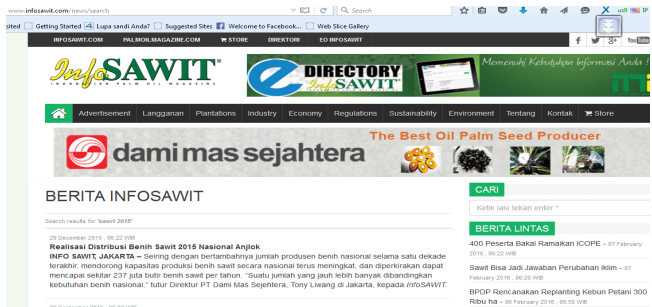 www.infosawit.com/news/search
Search
sited Getting Started Lupa sandi Anda? Suggested Sites Welcome to Facebook... Web Slice Gallery
INFOSAWIT.COM PALMOILMAGAZINE.COM STORE DIREKTORI EO INFOSAWIT
InfoSAWIT
INDONESIAN PALM OIL MAGAZINE
e DIRECTORY
InfoSAWIT
Memenuhi Kebutuhan Informasi Anda !
Advertisement Langganan Plantations Industry Economy Regulations Sustainability Environment Tentang Kontak Store
dami mas sejahtera
The Best Oil Palm Seed Producer
BERITA INFOSAWIT
Search results for "sawit 2015"
29 Desember 2015 , 06:22 WIB
Realisasi Distribusi Benih Sawit 2015 Nasional Anjlok
INFO SAWIT, JAKARTA – Seiring dengan bertambahnya jumlah produsen benih nasional selama satu dekade
terakhir, mendorong kapasitas produksi benih sawit secara nasional terus meningkat, dan diperkirakan dapat
mencapai sekitar 237 juta butir benih sawit per tahun. "Suatu jumlah yang jauh lebih banyak dibandingkan
kebutuhan benih nasional," tutur Direktur PT Dami Mas Sejahtera, Tony Liwang di Jakarta, kepada InfoSAWIT.
CARI
Ketik lalu tekan enter *
BERITA LINTAS
400 Peserta Bakal Ramaikan ICOPE - 07 February
2016 , 06:22 WIB
Sawit Bisa Jadi Jawaban Perubahan Iklim - 07
February 2016 , 06:28 WIB
BPDP Rencanakan Replanting Kebun Petani 300
Ribu ha - 06 February 2016 , 06:58 WIB